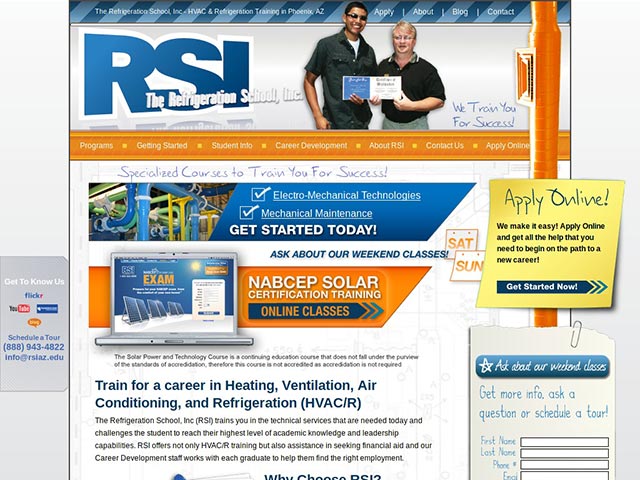 The Refrigeration School, Inc - HVAC & Refrigeration Training in Phoenix, AZ
Apply | About | Blog | Contact
RSI
The Refrigeration School, Inc.
We Train You
For Success!
Programs Getting Started Student Info Career Development About RSI Contact Us Apply Online
Specialized Courses to Train You For Success!
Electro-Mechanical Technologies
Mechanical Maintenance
GET STARTED TODAY!
ASK ABOUT OUR WEEKEND CLASSES!
SAT
SUN
Apply Online!
We make it easy! Apply Online
and get all the help that you
need to begin on the path to a
new career!
Get Started Now!
RSI
EXAM
NABCEP SOLAR
CERTIFICATION TRAINING
ONLINE CLASSES
Get To Know Us
flickr
YouTube
blog
Schedule a Tour
(888) 943-4822
info@rsiaz.edu
The Solar Power and Technology Course is a continuing education course that does not fall under the purview
of the standards of accredidation, therefore this course is not accredited as accredidation is not required
Train for a career in Heating, Ventilation, Air
Conditioning, and Refrigeration (HVAC/R)
The Refrigeration School, Inc (RSI) trains you in the technical services that are needed today and
challenges the student to reach their highest level of academic knowledge and leadership
capabilities. RSI offers not only HVAC/R training but also assistance in seeking financial aid and our
Career Development staff works with each graduate to help them find the right employment.
Why Choose RSI?
Ask about our weekend classes
Get more info, ask a
question or schedule a tour!
First Name
Last Name
Phone #
Email